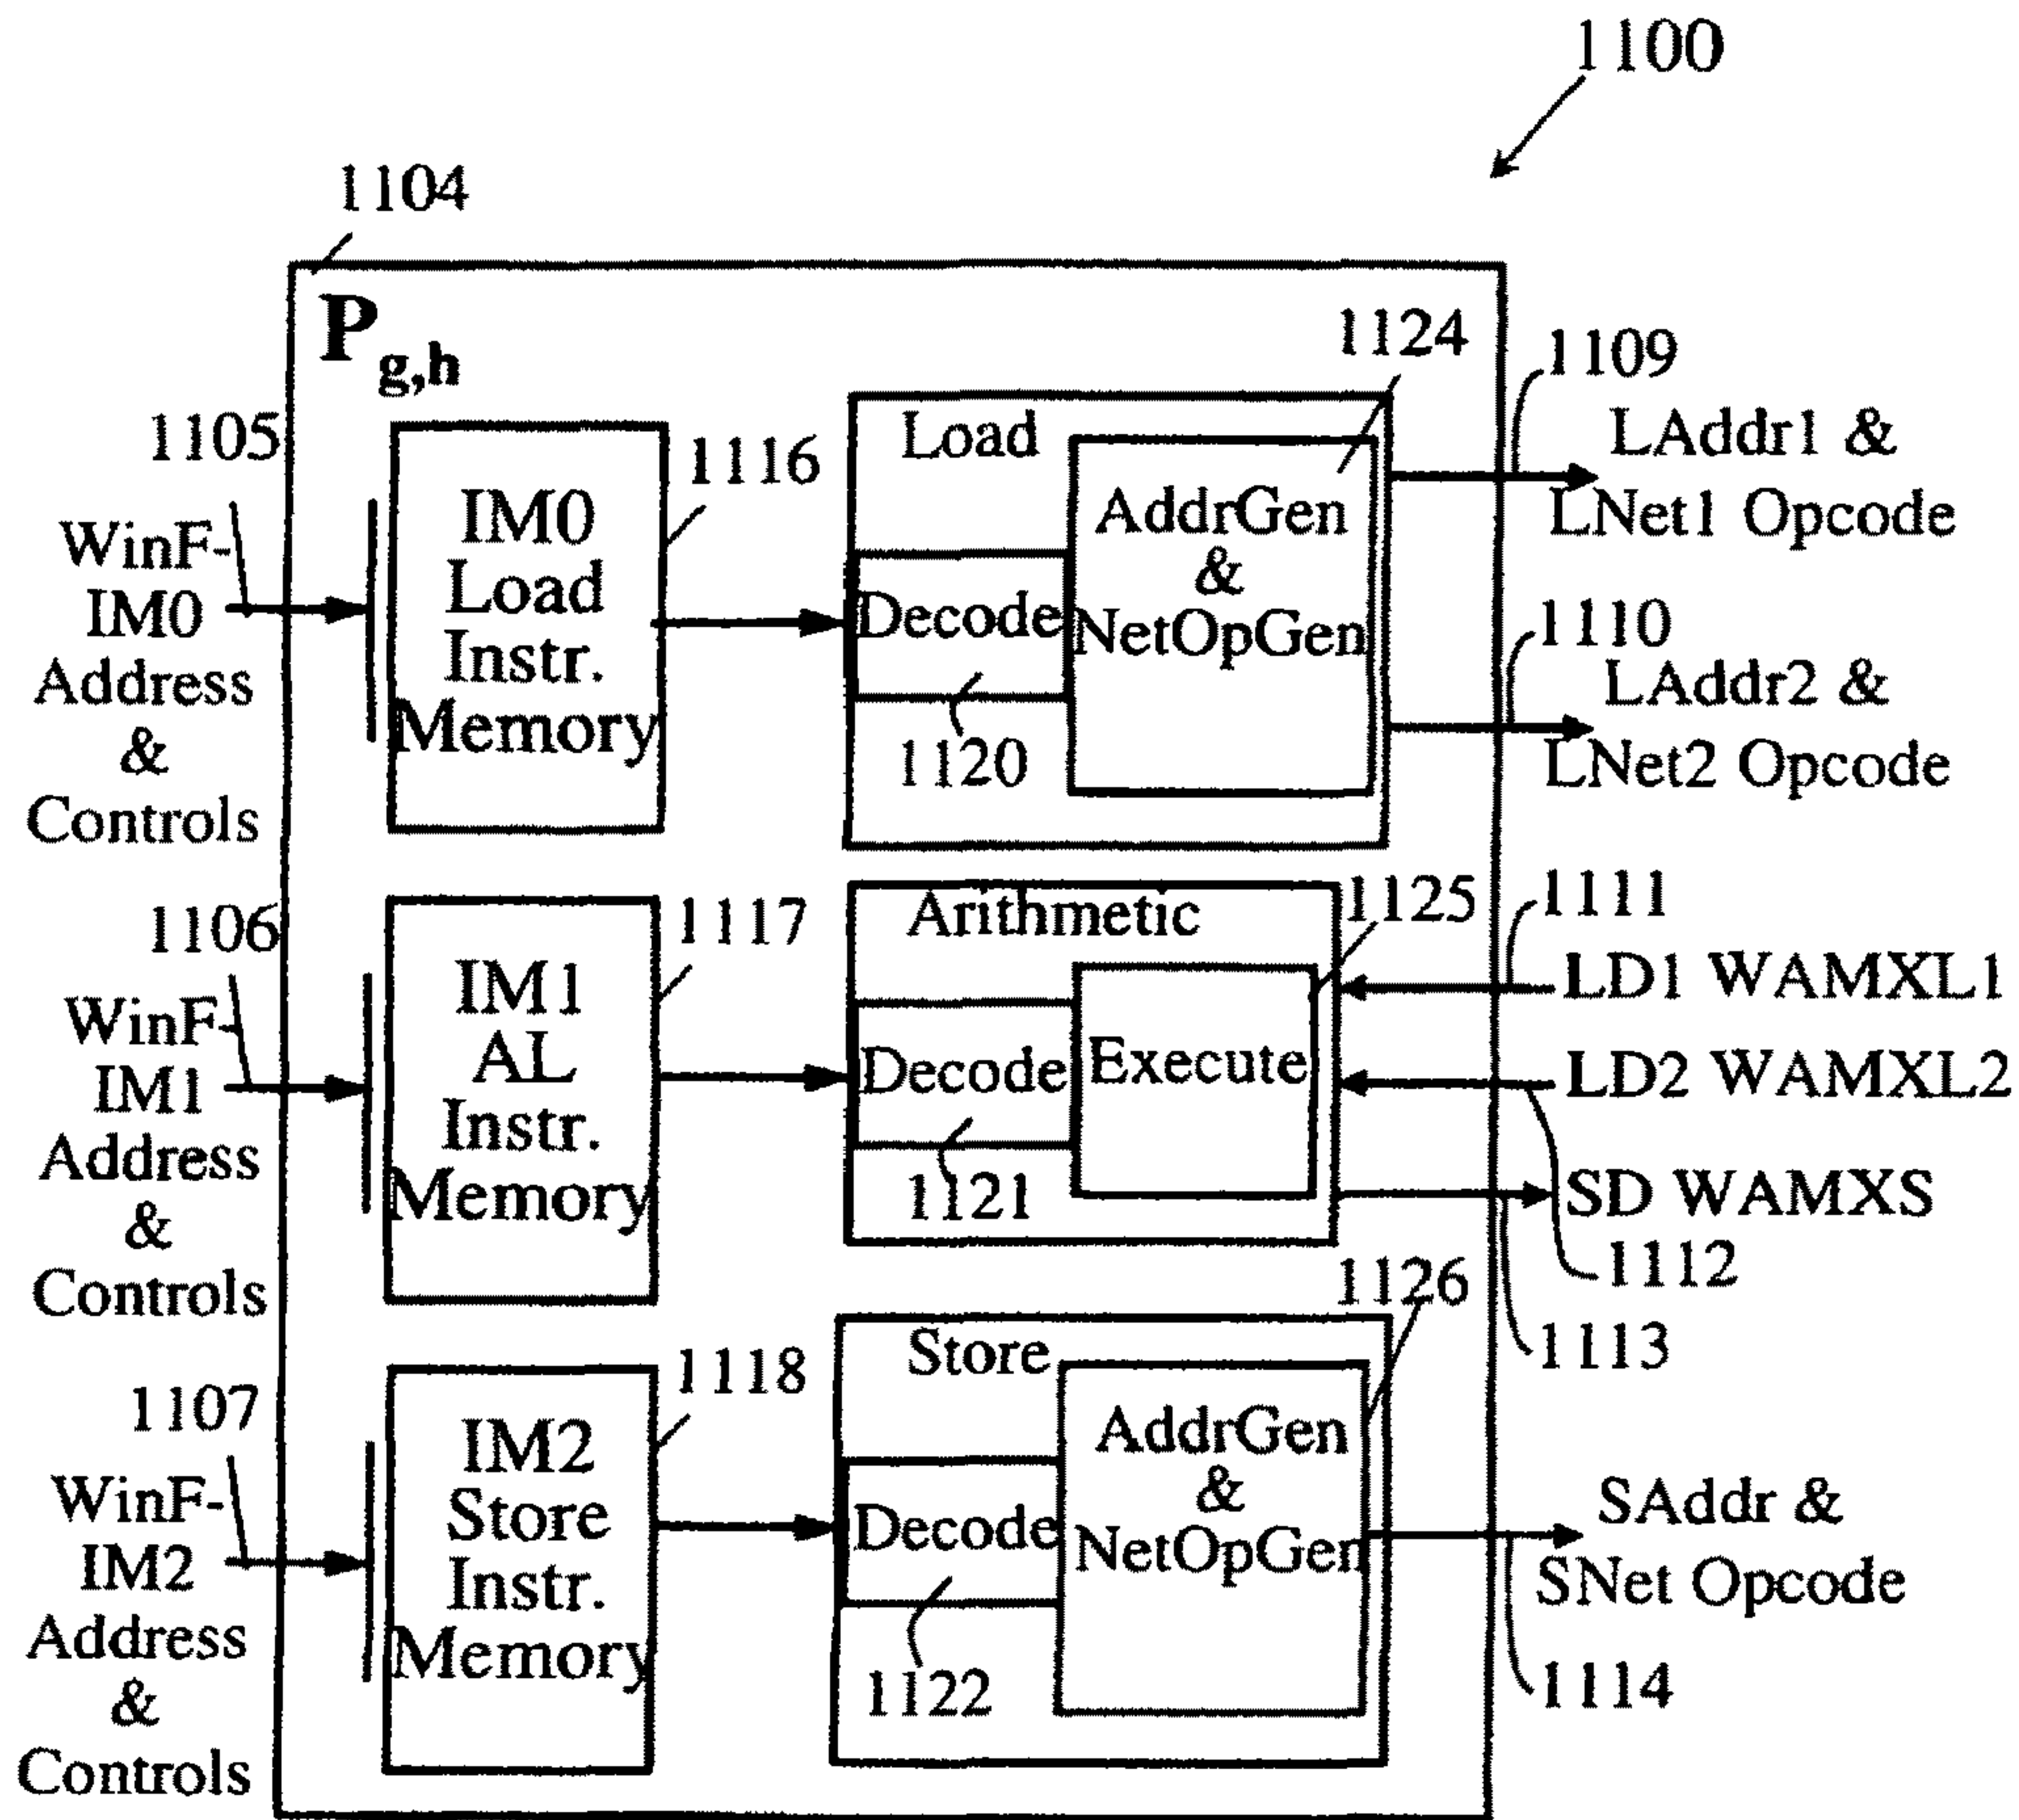 1100
1104
P g,h
1105
WinF-
IM0
Address
&
Controls
IM0
Load
Instr.
Memory
1116
Load
Decode
1120
AddrGen
&
NetOpGen
1124
1109
LAddr1 &
LNet1 Opcode
1110
LAddr2 &
LNet2 Opcode
1106
WinF-
IM1
Address
&
Controls
IM1
AL
Instr.
Memory
1117
Arithmetic
Decode
1121
Execute
1125
1111
LD1 WAMXL1
LD2 WAMXL2
SD WAMXS
1112
1113
1107
WinF-
IM2
Address
&
Controls
IM2
Store
Instr.
Memory
1118
Store
Decode
1122
AddrGen
&
NetOpGen
1126
SAddr &
SNet Opcode
1114